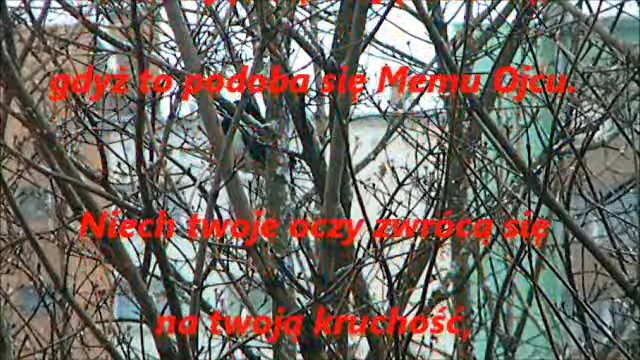 gdyż to podoba się Memu Ojcu.
Niech twoje oczy zwrócą się
na twoją kruchość,